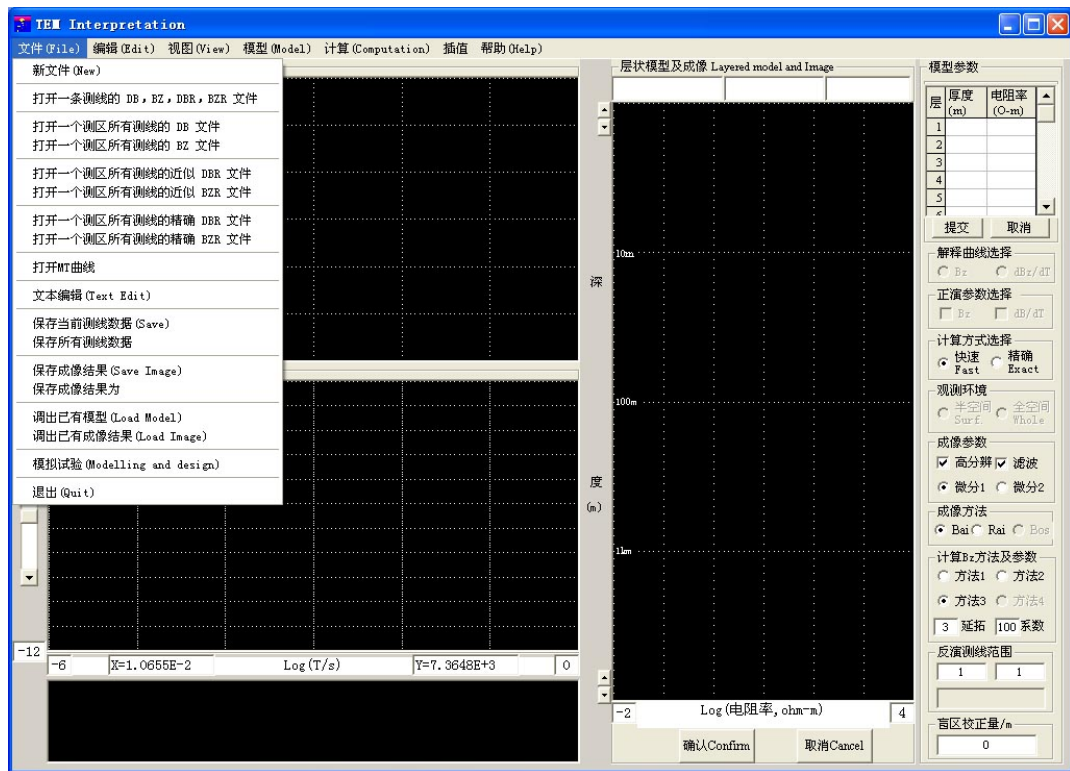 TEM Interpretation
文件(File) 编辑(Edit) 视图(View) 模型(Model) 计算(Computation) 插值 帮助(Help)
新文件(New)
打开一条测线的 DB，BZ，DBR，BZR 文件
打开一个测区所有测线的 DB 文件
打开一个测区所有测线的 BZ 文件
打开一个测区所有测线的近似 DBR 文件
打开一个测区所有测线的近似 BZR 文件
打开一个测区所有测线的精确 DBR 文件
打开一个测区所有测线的精确 BZR 文件
打开MT曲线
文本编辑(Text Edit)
保存当前测线数据(Save)
保存所有测线数据
保存成像结果(Save Image)
保存成像结果为
调出已有模型(Load Model)
调出已有成像结果(Load Image)
模拟试验(Modelling and design)
退出(Quit)
-12
-6 X=1.0655E-2 Log(T/s) Y=7.3648E+3 0
层状模型及成像 Layered model and Image
10m
深
100m
度
(m)
1km
-2 Log(电阻率,ohm-m) 4
确认Confirm 取消Cancel
模型参数
层 厚度(m) 电阻率(O-m)
1
2
3
4
5
提交 取消
解释曲线选择
Bz dBz/dT
正演参数选择
Bz dB/dT
计算方式选择
快速 精确
Fast Exact
观测环境
半空间 全空间
Surf. Whole
成像参数
高分辨 滤波
微分1 微分2
成像方法
Bai Rai Bos
计算Bz方法及参数
方法1 方法2
方法3 方法4
3 延拓 100 系数
反演测线范围
1 1
盲区校正量/m
0